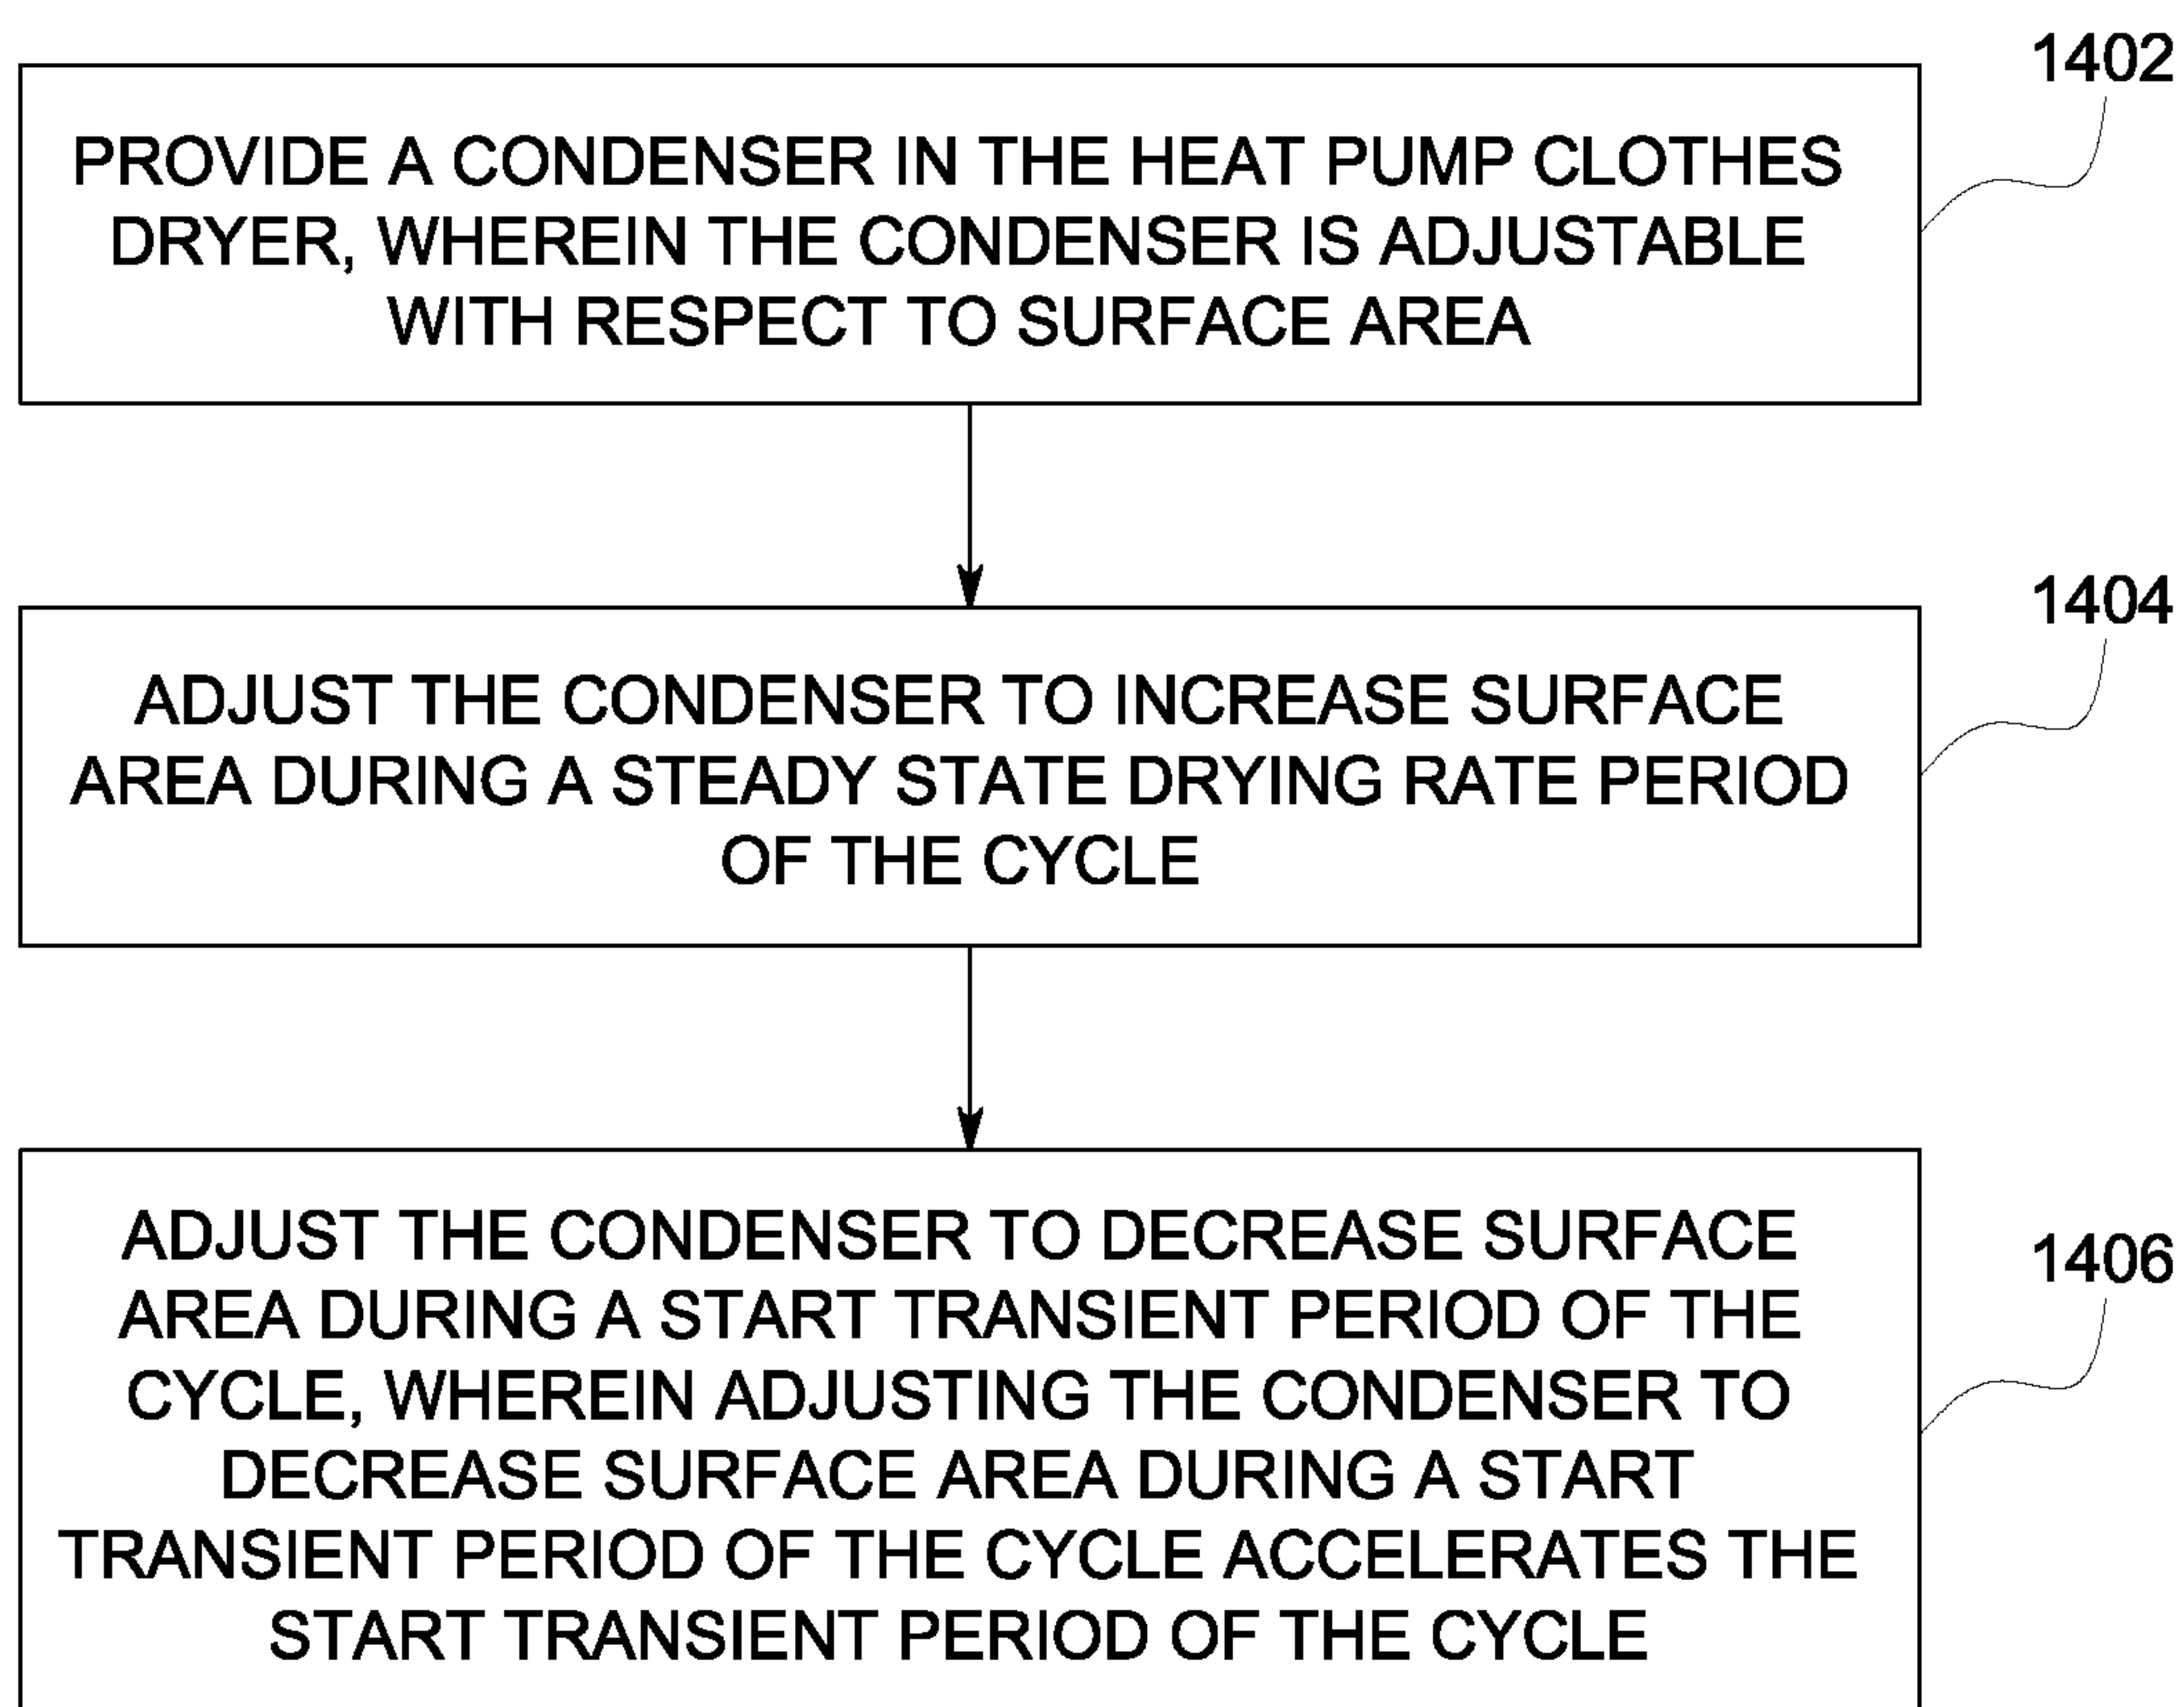 1402
PROVIDE A CONDENSER IN THE HEAT PUMP CLOTHES
DRYER, WHEREIN THE CONDENSER IS ADJUSTABLE
WITH RESPECT TO SURFACE AREA
1404
ADJUST THE CONDENSER TO INCREASE SURFACE
AREA DURING A STEADY STATE DRYING RATE PERIOD
OF THE CYCLE
1406
ADJUST THE CONDENSER TO DECREASE SURFACE
AREA DURING A START TRANSIENT PERIOD OF THE
CYCLE, WHEREIN ADJUSTING THE CONDENSER TO
DECREASE SURFACE AREA DURING A START
TRANSIENT PERIOD OF THE CYCLE ACCELERATES THE
START TRANSIENT PERIOD OF THE CYCLE